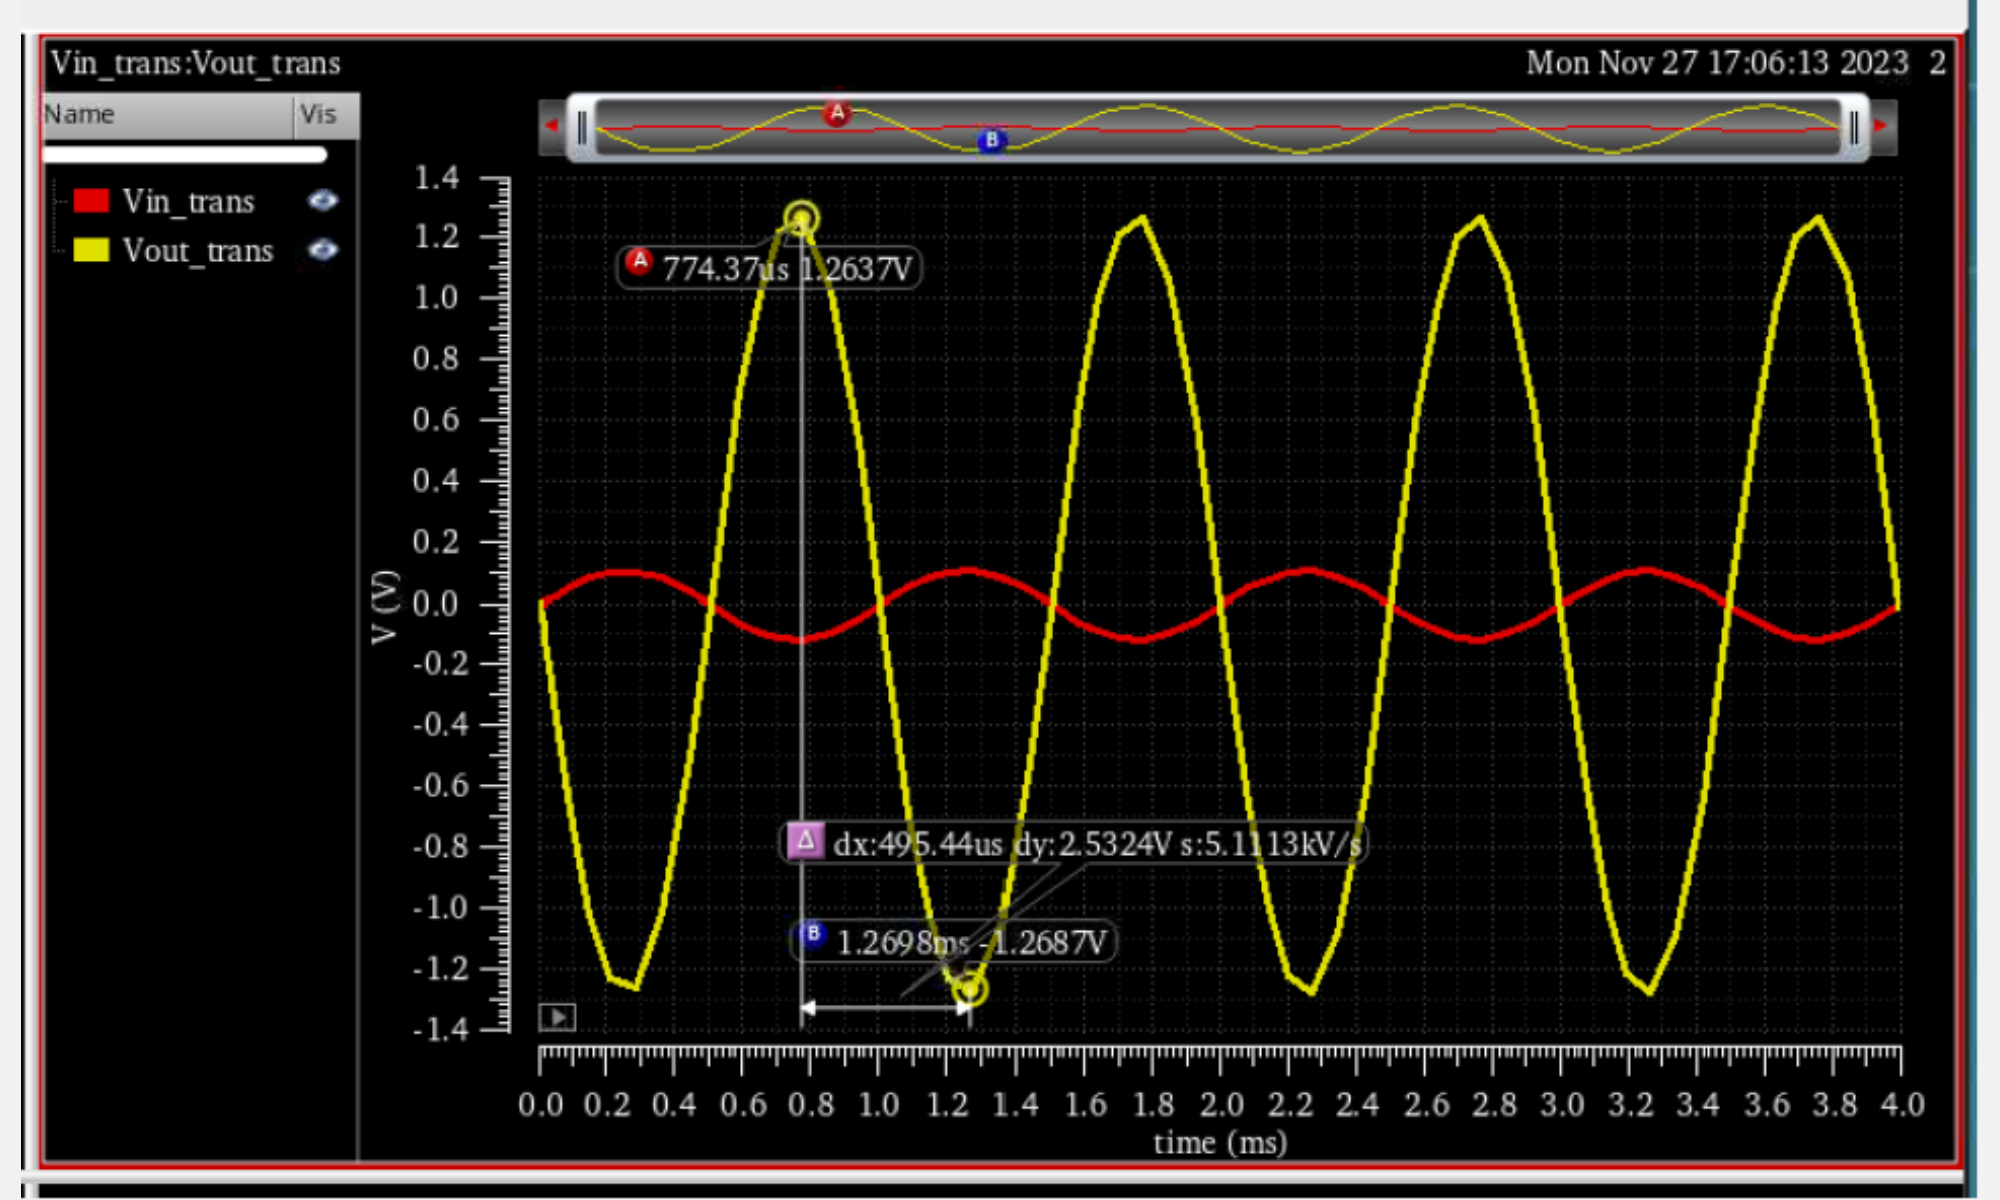 Vin_trans:Vout_trans
Mon Nov 27 17:06:13 2023 2
Name Vis
Vin_trans
Vout_trans
A
B
1.4
1.2
1.0
0.8
0.6
0.4
0.2
0.0
-0.2
-0.4
-0.6
-0.8
-1.0
-1.2
-1.4
V (V)
A 774.37us 1.2637V
Δ dx:495.44us dy:2.5324V s:5.1113kV/s
B 1.2698ms -1.2687V
0.0 0.2 0.4 0.6 0.8 1.0 1.2 1.4 1.6 1.8 2.0 2.2 2.4 2.6 2.8 3.0 3.2 3.4 3.6 3.8 4.0
time (ms)